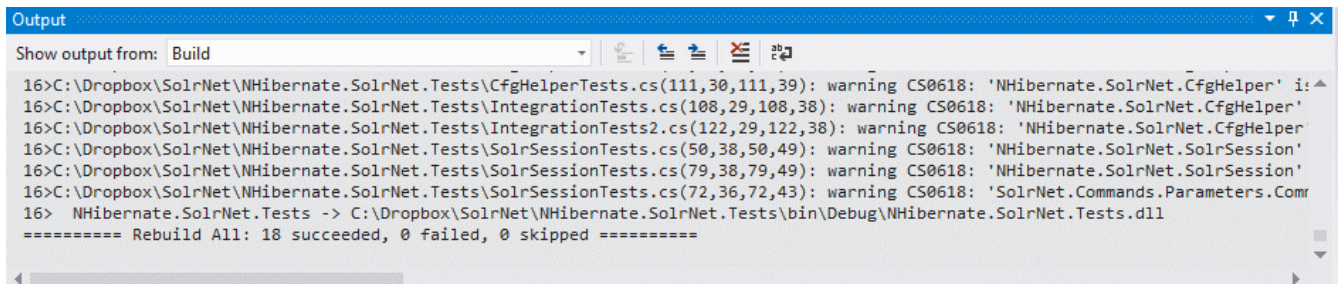 Output
Show output from: Build
16>C:\Dropbox\SolrNet\NHibernate.SolrNet.Tests\CfgHelperTests.cs(111,30,111,39): warning CS0618: 'NHibernate.SolrNet.CfgHelper' is
16>C:\Dropbox\SolrNet\NHibernate.SolrNet.Tests\IntegrationTests.cs(108,29,108,38): warning CS0618: 'NHibernate.SolrNet.CfgHelper'
16>C:\Dropbox\SolrNet\NHibernate.SolrNet.Tests\IntegrationTests2.cs(122,29,122,38): warning CS0618: 'NHibernate.SolrNet.CfgHelper'
16>C:\Dropbox\SolrNet\NHibernate.SolrNet.Tests\SolrSessionTests.cs(50,38,50,49): warning CS0618: 'NHibernate.SolrNet.SolrSession'
16>C:\Dropbox\SolrNet\NHibernate.SolrNet.Tests\SolrSessionTests.cs(79,38,79,49): warning CS0618: 'NHibernate.SolrNet.SolrSession'
16>C:\Dropbox\SolrNet\NHibernate.SolrNet.Tests\SolrSessionTests.cs(72,36,72,43): warning CS0618: 'SolrNet.Commands.Parameters.Comm
16>  NHibernate.SolrNet.Tests -> C:\Dropbox\SolrNet\NHibernate.SolrNet.Tests\bin\Debug\NHibernate.SolrNet.Tests.dll
========== Rebuild All: 18 succeeded, 0 failed, 0 skipped ==========